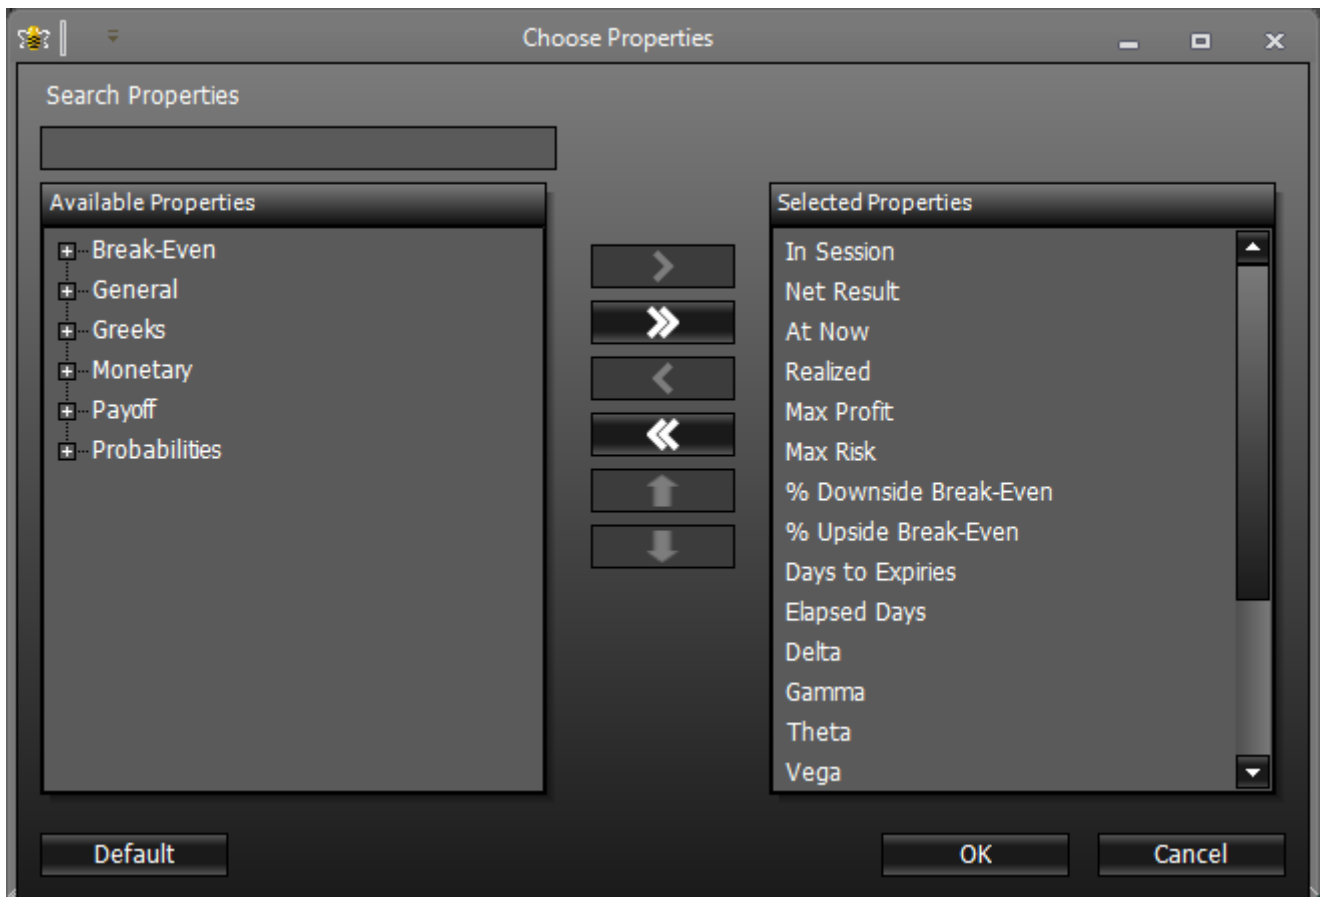 Choose Properties
Search Properties
Available Properties
Break-Even
General
Greeks
Monetary
Payoff
Probabilities
Selected Properties
In Session
Net Result
At Now
Realized
Max Profit
Max Risk
% Downside Break-Even
% Upside Break-Even
Days to Expiries
Elapsed Days
Delta
Gamma
Theta
Vega
Default
OK
Cancel